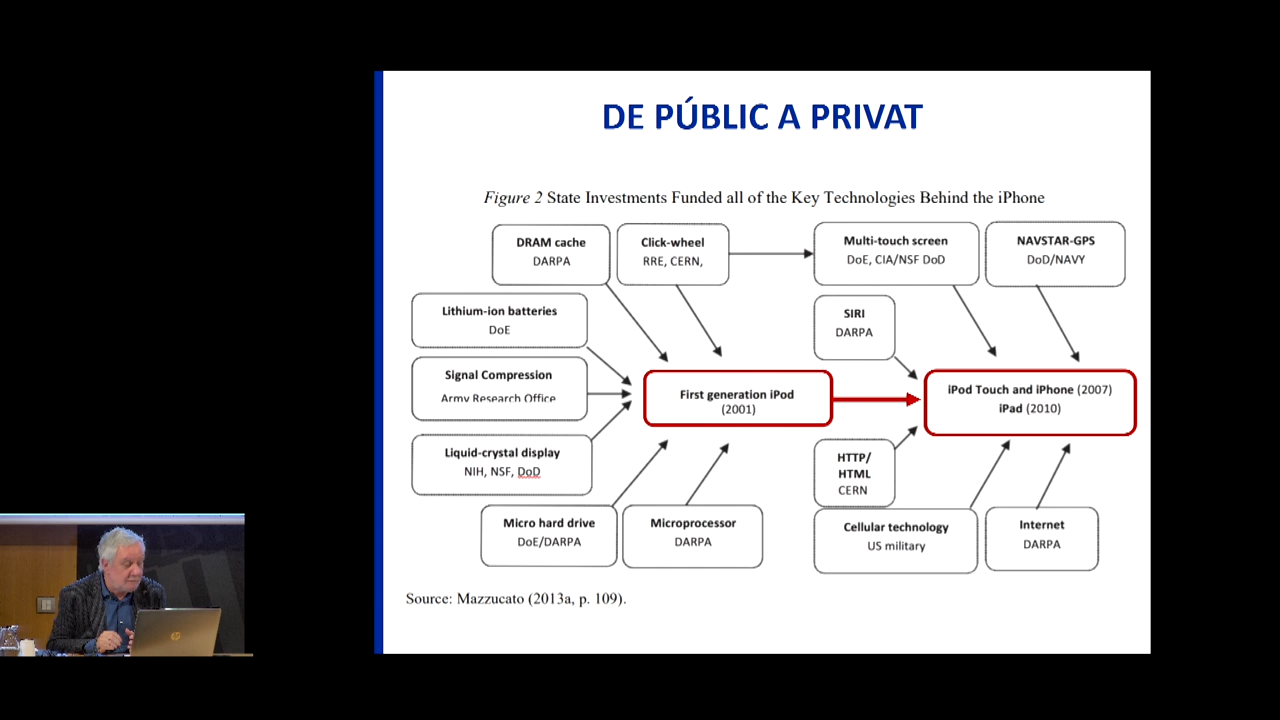 DE PÚBLIC A PRIVAT
Figure 2 State Investments Funded all of the Key Technologies Behind the iPhone
DRAM cache
DARPA
Click-wheel
RRE, CERN,
Multi-touch screen
DoE, CIA/NSF DoD
NAVSTAR-GPS
DoD/NAVY
Lithium-ion batteries
DoE
SIRI
DARPA
Signal Compression
Army Research Office
First generation iPod
(2001)
iPod Touch and iPhone (2007)
iPad (2010)
Liquid-crystal display
NIH, NSF, DoD
HTTP/
HTML
CERN
Micro hard drive
DoE/DARPA
Microprocessor
DARPA
Cellular technology
US military
Internet
DARPA
Source: Mazzucato (2013a, p. 109).
hp